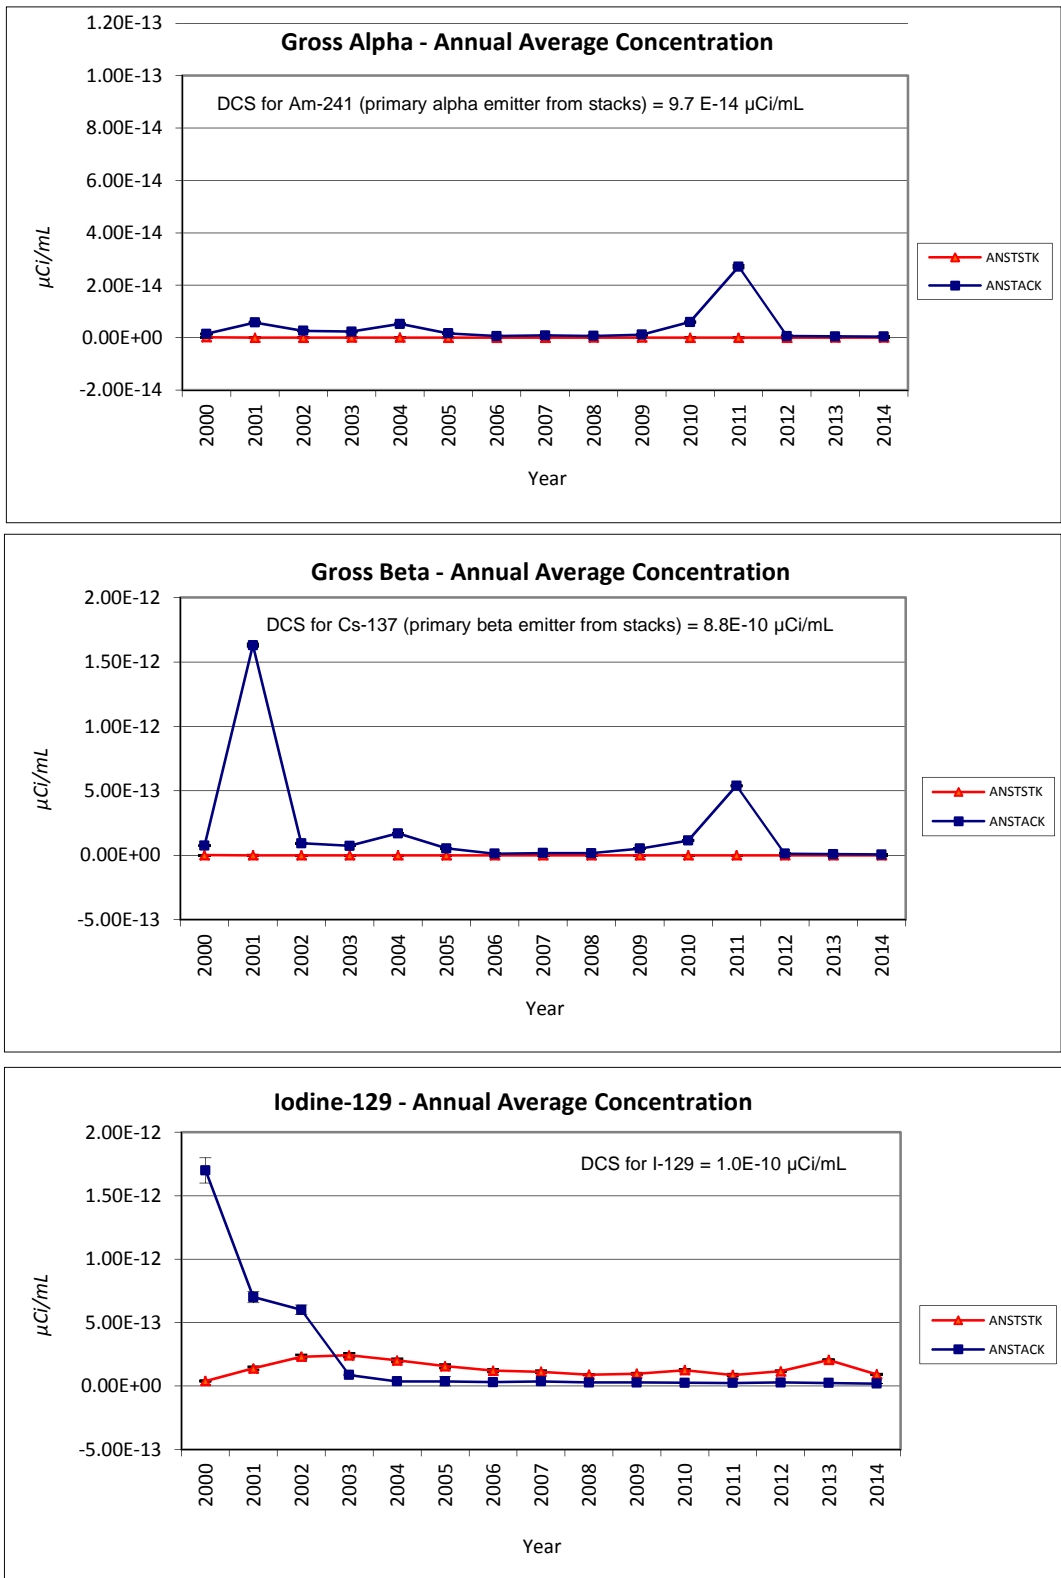 1.20E-13
Gross Alpha - Annual Average Concentration
1.00E-13
DCS for Am-241 (primary alpha emitter from stacks) = 9.7 E-14 µCi/mL
8.00E-14
6.00E-14
4.00E-14
2.00E-14
0.00E+00
-2.00E-14
µCi/mL
ANSTSTK
ANSTACK
2000 2001 2002 2003 2004 2005 2006 2007 2008 2009 2010 2011 2012 2013 2014
Year
Gross Beta - Annual Average Concentration
2.00E-12
DCS for Cs-137 (primary beta emitter from stacks) = 8.8E-10 µCi/mL
1.50E-12
1.00E-12
5.00E-13
0.00E+00
-5.00E-13
µCi/mL
ANSTSTK
ANSTACK
2000 2001 2002 2003 2004 2005 2006 2007 2008 2009 2010 2011 2012 2013 2014
Year
Iodine-129 - Annual Average Concentration
2.00E-12
DCS for I-129 = 1.0E-10 µCi/mL
1.50E-12
1.00E-12
5.00E-13
0.00E+00
-5.00E-13
µCi/mL
ANSTSTK
ANSTACK
2000 2001 2002 2003 2004 2005 2006 2007 2008 2009 2010 2011 2012 2013 2014
Year